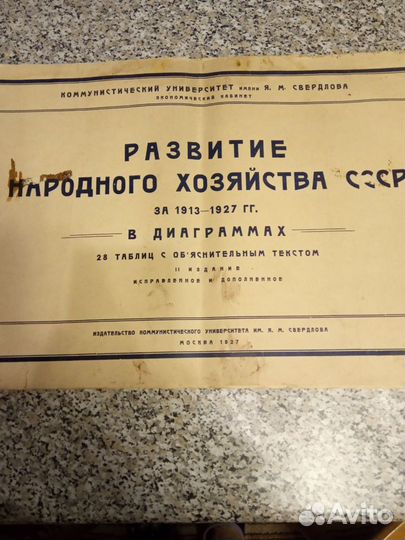 КОММУНИСТИЧЕСКИЙ УНИВЕРСИТЕТ ИМЕНИ Я. М. СВЕРДЛОВА
ЭКОНОМИЧЕСКИЙ КАБИНЕТ
РАЗВИТИЕ
НАРОДНОГО ХОЗЯЙСТВА СССР
ЗА 1913—1927 ГГ.
В ДИАГРАММАХ
28 ТАБЛИЦ С ОБ'ЯСНИТЕЛЬНЫМ ТЕКСТОМ
II ИЗДАНИЕ
ИСПРАВЛЕННОЕ И ДОПОЛНЕННОЕ
ИЗДАТЕЛЬСТВО КОММУНИСТИЧЕСКОГО УНИВЕРСИТЕТА ИМ. Я. М. СВЕРДЛОВА
МОСКВА 1927
Avito